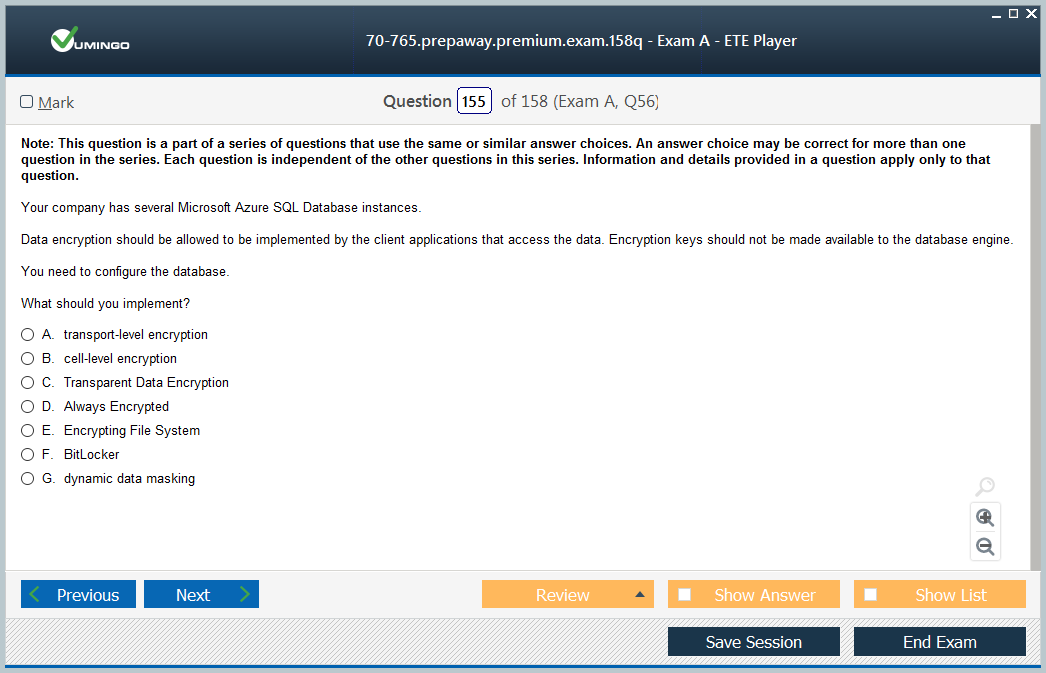 VUMINGO
70-765.prepaway.premium.exam.158q - Exam A - ETE Player
Mark
Question 155 of 158 (Exam A, Q56)
Note: This question is a part of a series of questions that use the same or similar answer choices. An answer choice may be correct for more than one
question in the series. Each question is independent of the other questions in this series. Information and details provided in a question apply only to that
question.
Your company has several Microsoft Azure SQL Database instances.
Data encryption should be allowed to be implemented by the client applications that access the data. Encryption keys should not be made available to the database engine.
You need to configure the database.
What should you implement?
A. transport-level encryption
B. cell-level encryption
C. Transparent Data Encryption
D. Always Encrypted
E. Encrypting File System
F. BitLocker
G. dynamic data masking
Previous Next Review Show Answer Show List
Save Session End Exam